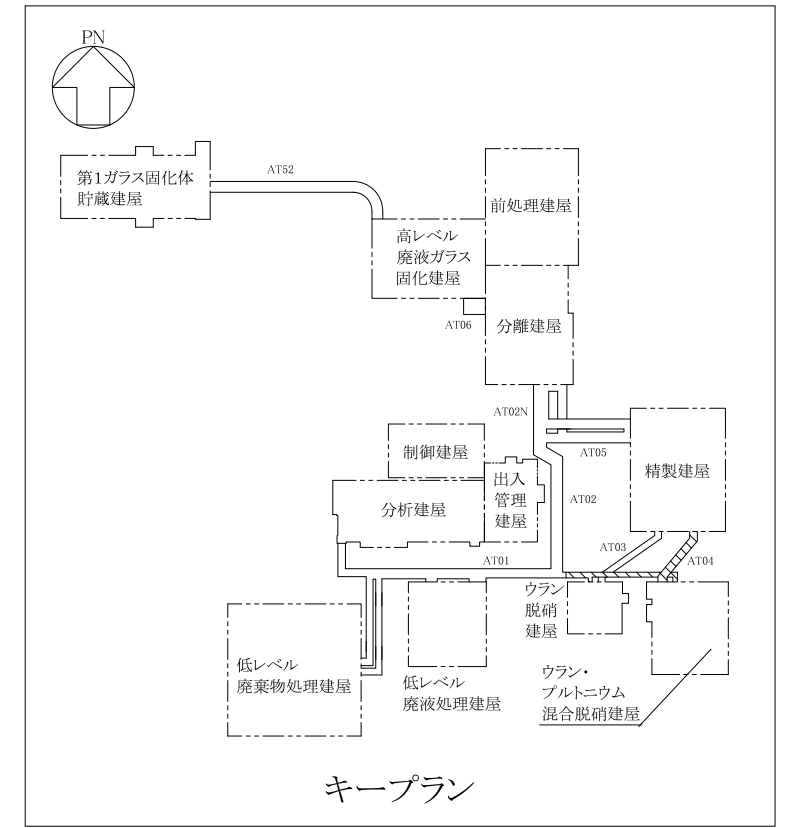 PN
AT52
第1ガラス固化体
貯蔵建屋
前処理建屋
高レベル
廃液ガラス
固化建屋
AT06
分離建屋
AT02N
制御建屋
出入
管理
建屋
AT05
精製建屋
分析建屋
AT02
AT01
AT03
AT04
ウラン
脱硝
建屋
低レベル
廃棄物処理建屋
低レベル
廃液処理建屋
ウラン・
プルトニウム
混合脱硝建屋
キープラン